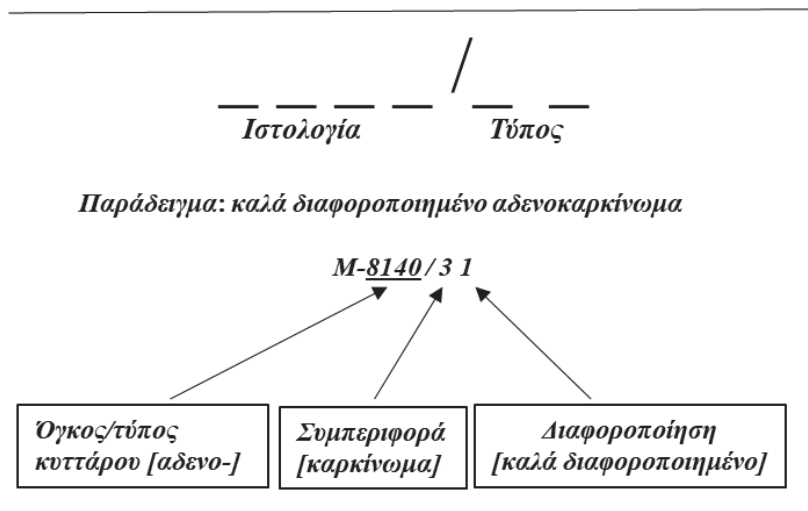 _ _ _ _ / _ _
Ιστολογία Τύπος
Παράδειγμα: καλά διαφοροποιημένο αδενοκαρκίνωμα
M-8140/3 1
Όγκος/τύπος
κυττάρου [αδενο-]
Συμπεριφορά
[καρκίνωμα]
Διαφοροποίηση
[καλά διαφοροποιημένο]